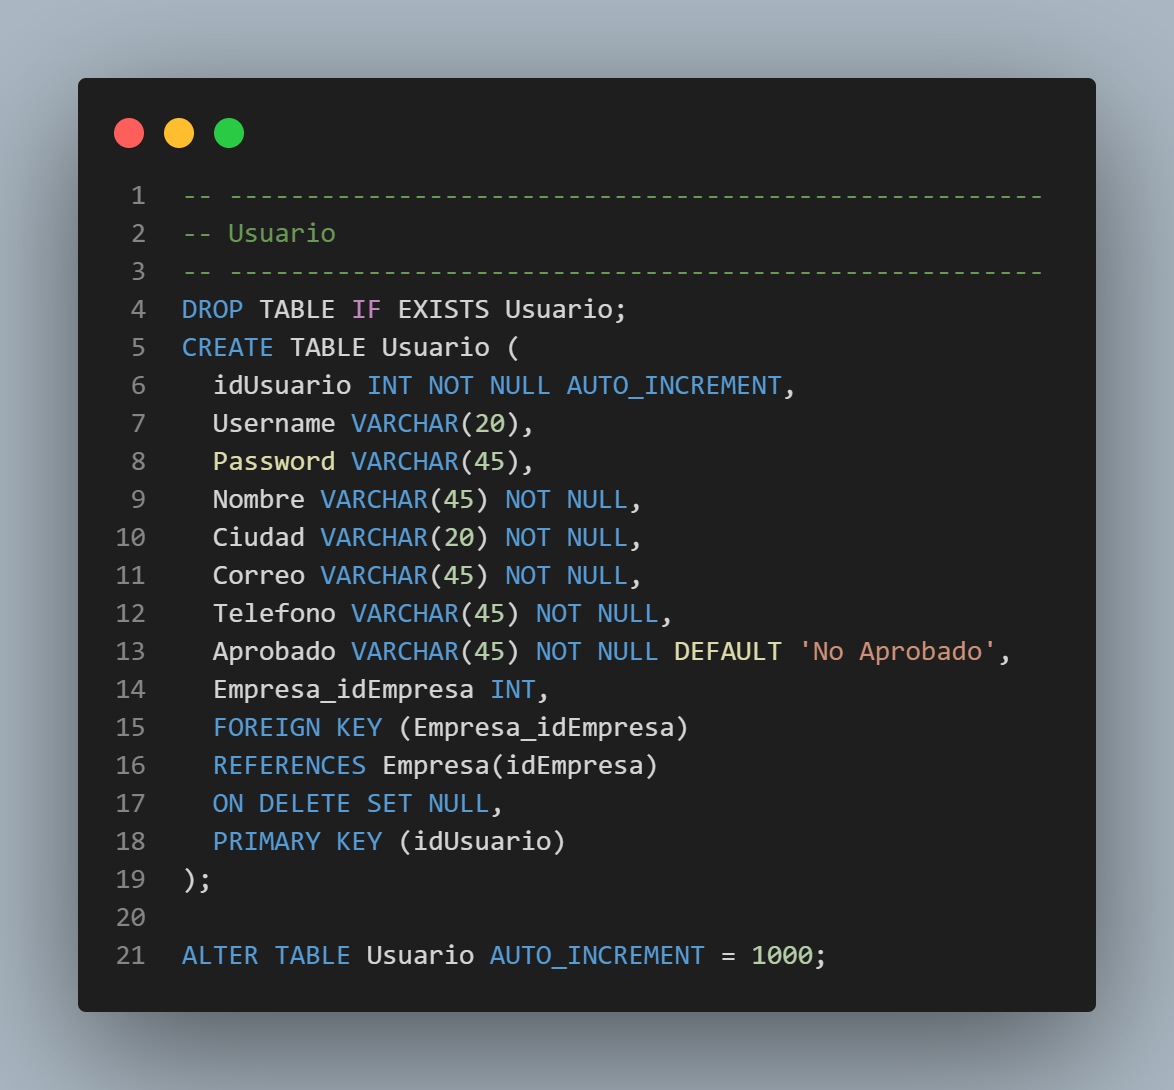 1 -- -----------------------------------------------------
2 -- Usuario
3 -- -----------------------------------------------------
4 DROP TABLE IF EXISTS Usuario;
5 CREATE TABLE Usuario (
6   idUsuario INT NOT NULL AUTO_INCREMENT,
7   Username VARCHAR(20),
8   Password VARCHAR(45),
9   Nombre VARCHAR(45) NOT NULL,
10   Ciudad VARCHAR(20) NOT NULL,
11   Correo VARCHAR(45) NOT NULL,
12   Telefono VARCHAR(45) NOT NULL,
13   Aprobado VARCHAR(45) NOT NULL DEFAULT 'No Aprobado',
14   Empresa_idEmpresa INT,
15   FOREIGN KEY (Empresa_idEmpresa)
16   REFERENCES Empresa(idEmpresa)
17   ON DELETE SET NULL,
18   PRIMARY KEY (idUsuario)
19 );
20
21 ALTER TABLE Usuario AUTO_INCREMENT = 1000;